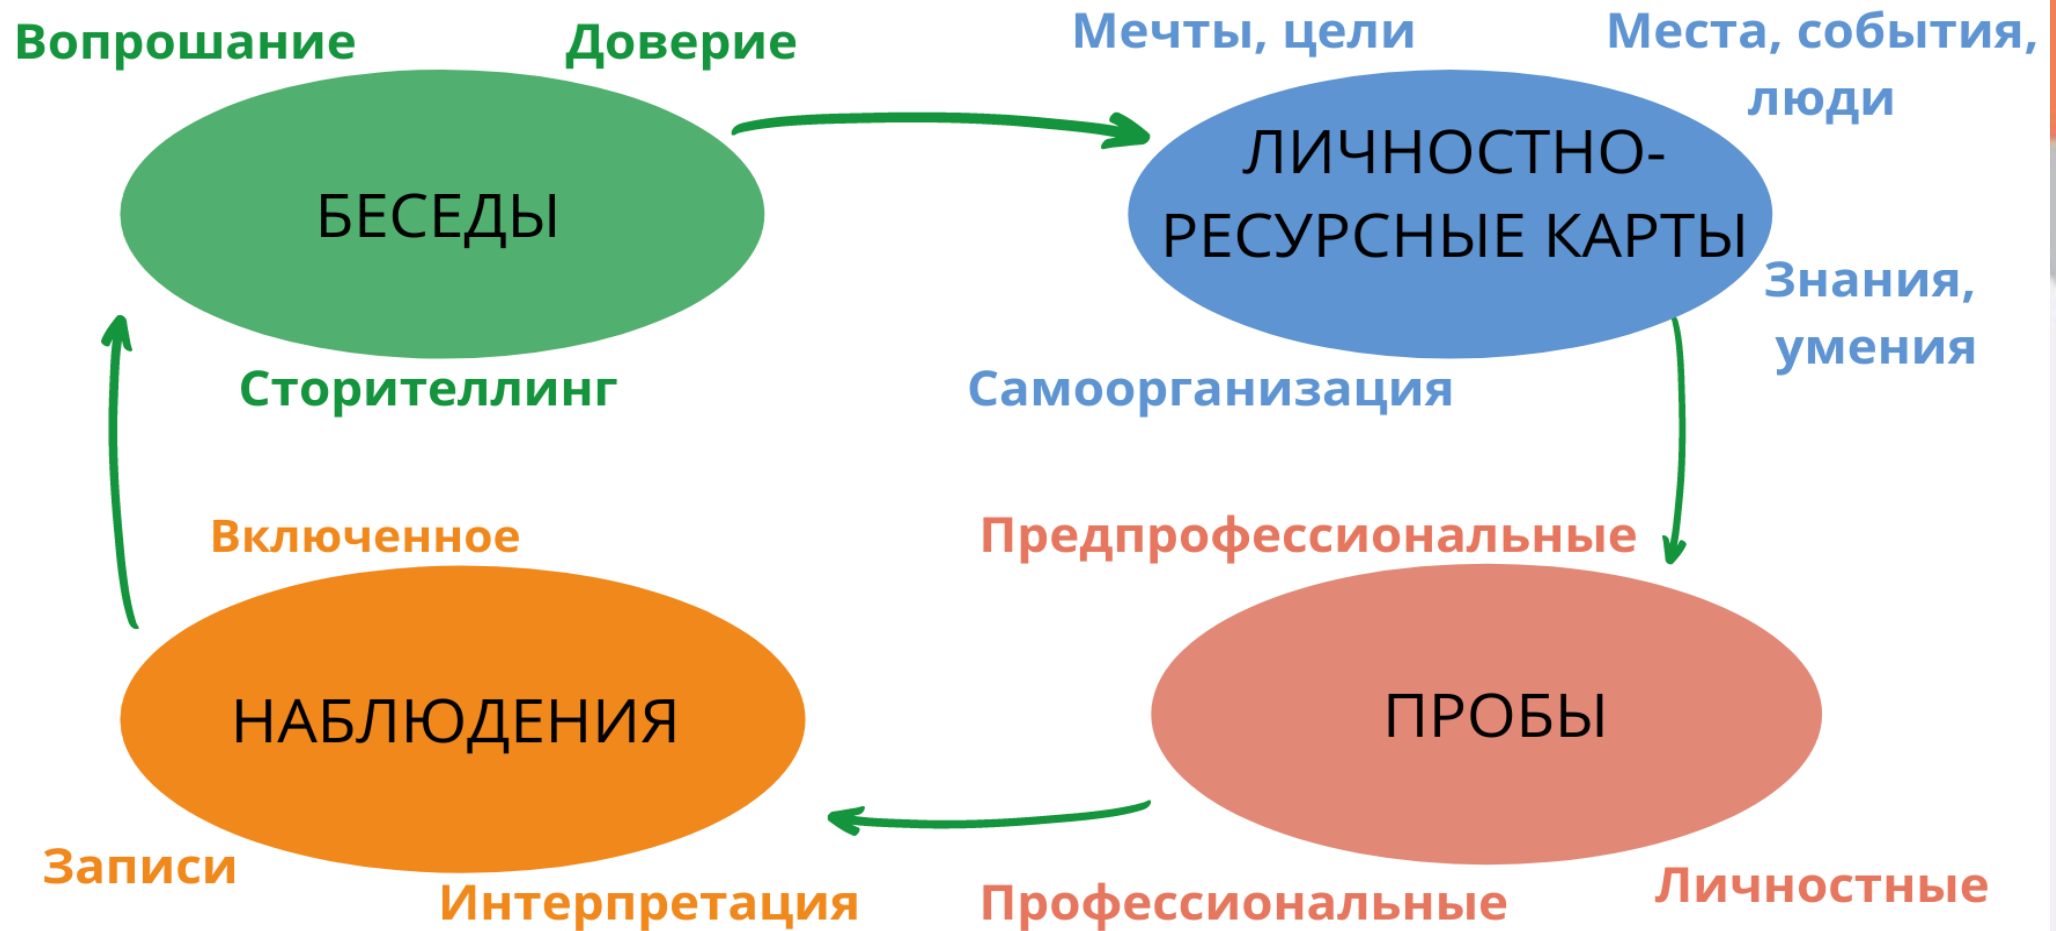 Вопрошание
Доверие
БЕСЕДЫ
Сторителлинг
Мечты, цели
Места, события,
люди
ЛИЧНОСТНО-
РЕСУРСНЫЕ КАРТЫ
Знания,
умения
Самоорганизация
Предпрофессиональные
ПРОБЫ
Профессиональные
Личностные
Включенное
НАБЛЮДЕНИЯ
Записи
Интерпретация